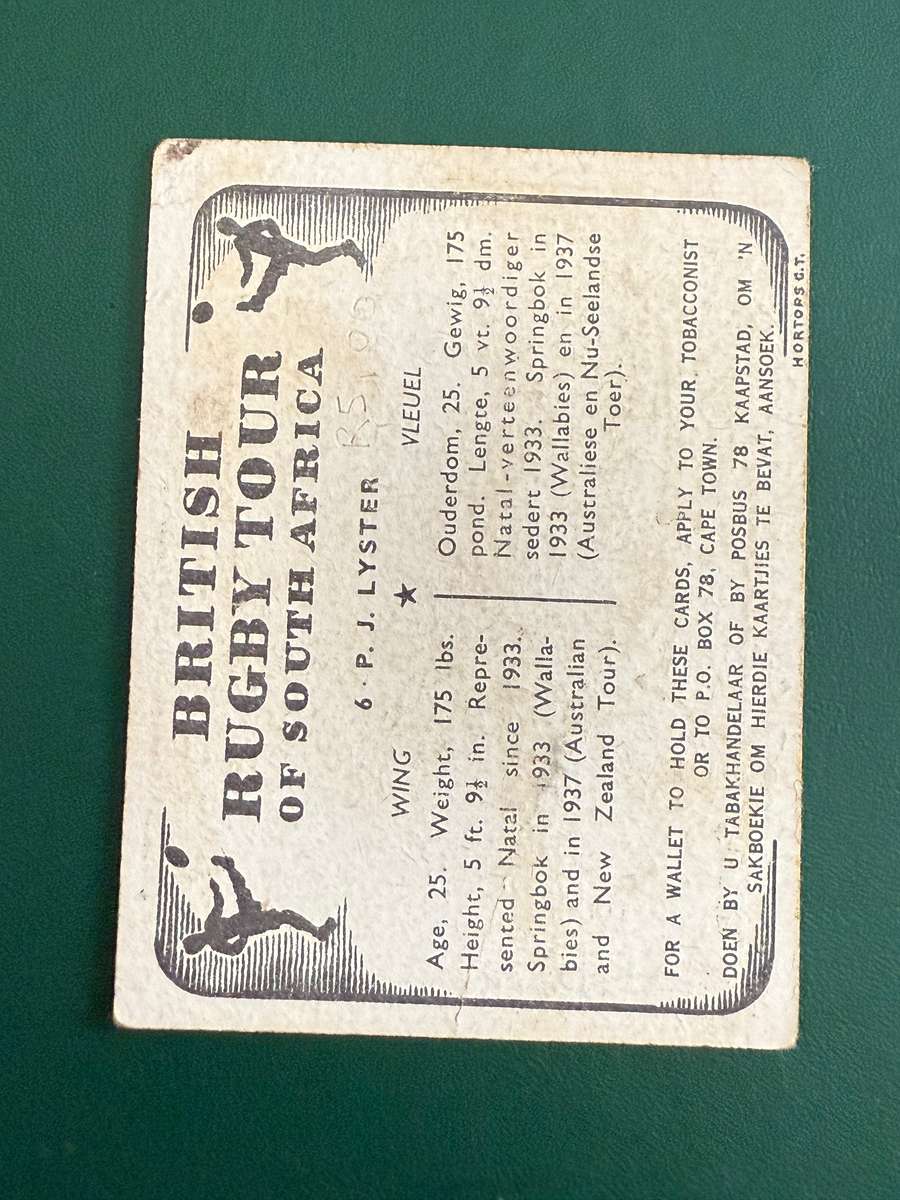 BRITISH
RUGBY TOUR
OF SOUTH AFRICA
6 · P. J. LYSTER
WING
VLEUEL
Age, 25. Weight, 175 lbs.
Height, 5 ft. 9½ in. Repre-
sented Natal since 1933.
Springbok in 1933 (Walla-
bies) and in 1937 (Australian
and New Zealand Tour).
Ouderdom, 25. Gewig, 175
pond. Lengte, 5 vt. 9½ dm.
Natal-verteenwoordiger
sedert 1933. Springbok in
1933 (Wallabies) en in 1937
(Australiese en Nu-Seelandse
Toer).
FOR A WALLET TO HOLD THESE CARDS, APPLY TO YOUR TOBACCONIST
OR TO P.O. BOX 78, CAPE TOWN.
DOEN BY U TABAKHANDELAAR OF BY POSBUS 78 KAAPSTAD, OM 'N
SAKBOEKIE OM HIERDIE KAARTJIES TE BEVAT, AANSOEK.
HORTOPS C.T.